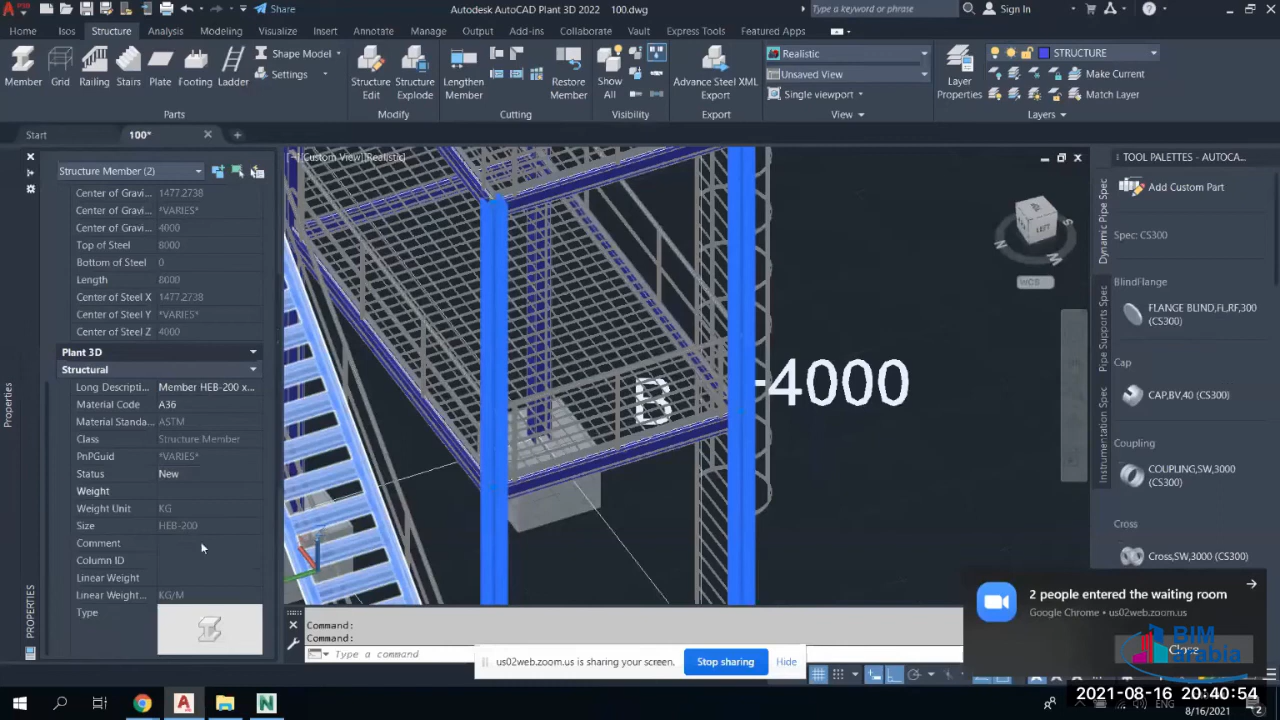 Share
Autodesk AutoCAD Plant 3D 2022
100.dwg
Type a keyword or phrase
Sign In
Home
Isos
Structure
Analysis
Modeling
Visualize
Insert
Annotate
Manage
Output
Add-ins
Collaborate
Vault
Express Tools
Featured Apps
Member
Grid
Railing
Stairs
Plate
Footing
Ladder
Shape Model
Settings
Structure Edit
Structure Explode
Lengthen Member
Restore Member
Show All
Advance Steel XML Export
Realistic
Unsaved View
Single viewport
Layer Properties
STRUCTURE
Make Current
Match Layer
Parts
Modify
Cutting
Visibility
Export
View
Layers
Start
100*
Structure Member (2)
Center of Gravi... 1477.2738
Center of Gravi... *VARIES*
Center of Gravi... 4000
Top of Steel 8000
Bottom of Steel 0
Length 8000
Center of Steel X 1477.2738
Center of Steel Y *VARIES*
Center of Steel Z 4000
Plant 3D
Structural
Long Descripti... Member HEB-200 x...
Material Code A36
Material Standa... ASTM
Class Structure Member
PnPGuid *VARIES*
Status New
Weight
Weight Unit KG
Size HEB-200
Comment
Column ID
Linear Weight
Linear Weight... KG/M
Type
Properties
PROPERTIES
[Custom View][Realistic]
B
-4000
LEFT
S
N
W
WCS
TOOL PALETTES - AUTOCA...
Dynamic Pipe Spec
Pipe Supports Spec
Instrumentation Spec
Add Custom Part
Spec: CS300
BlindFlange
FLANGE BLIND,FL,RF,300
(CS300)
Cap
CAP,BV,40 (CS300)
Coupling
COUPLING,SW,3000
(CS300)
Cross
Cross,SW,3000 (CS300)
Command:
Command:
Type a command
us02web.zoom.us is sharing your screen.
Stop sharing
Hide
2 people entered the waiting room
Google Chrome • us02web.zoom.us
Close
BIM
arabia
2021-08-16 20:40:54
ENG
8/16/2021
2